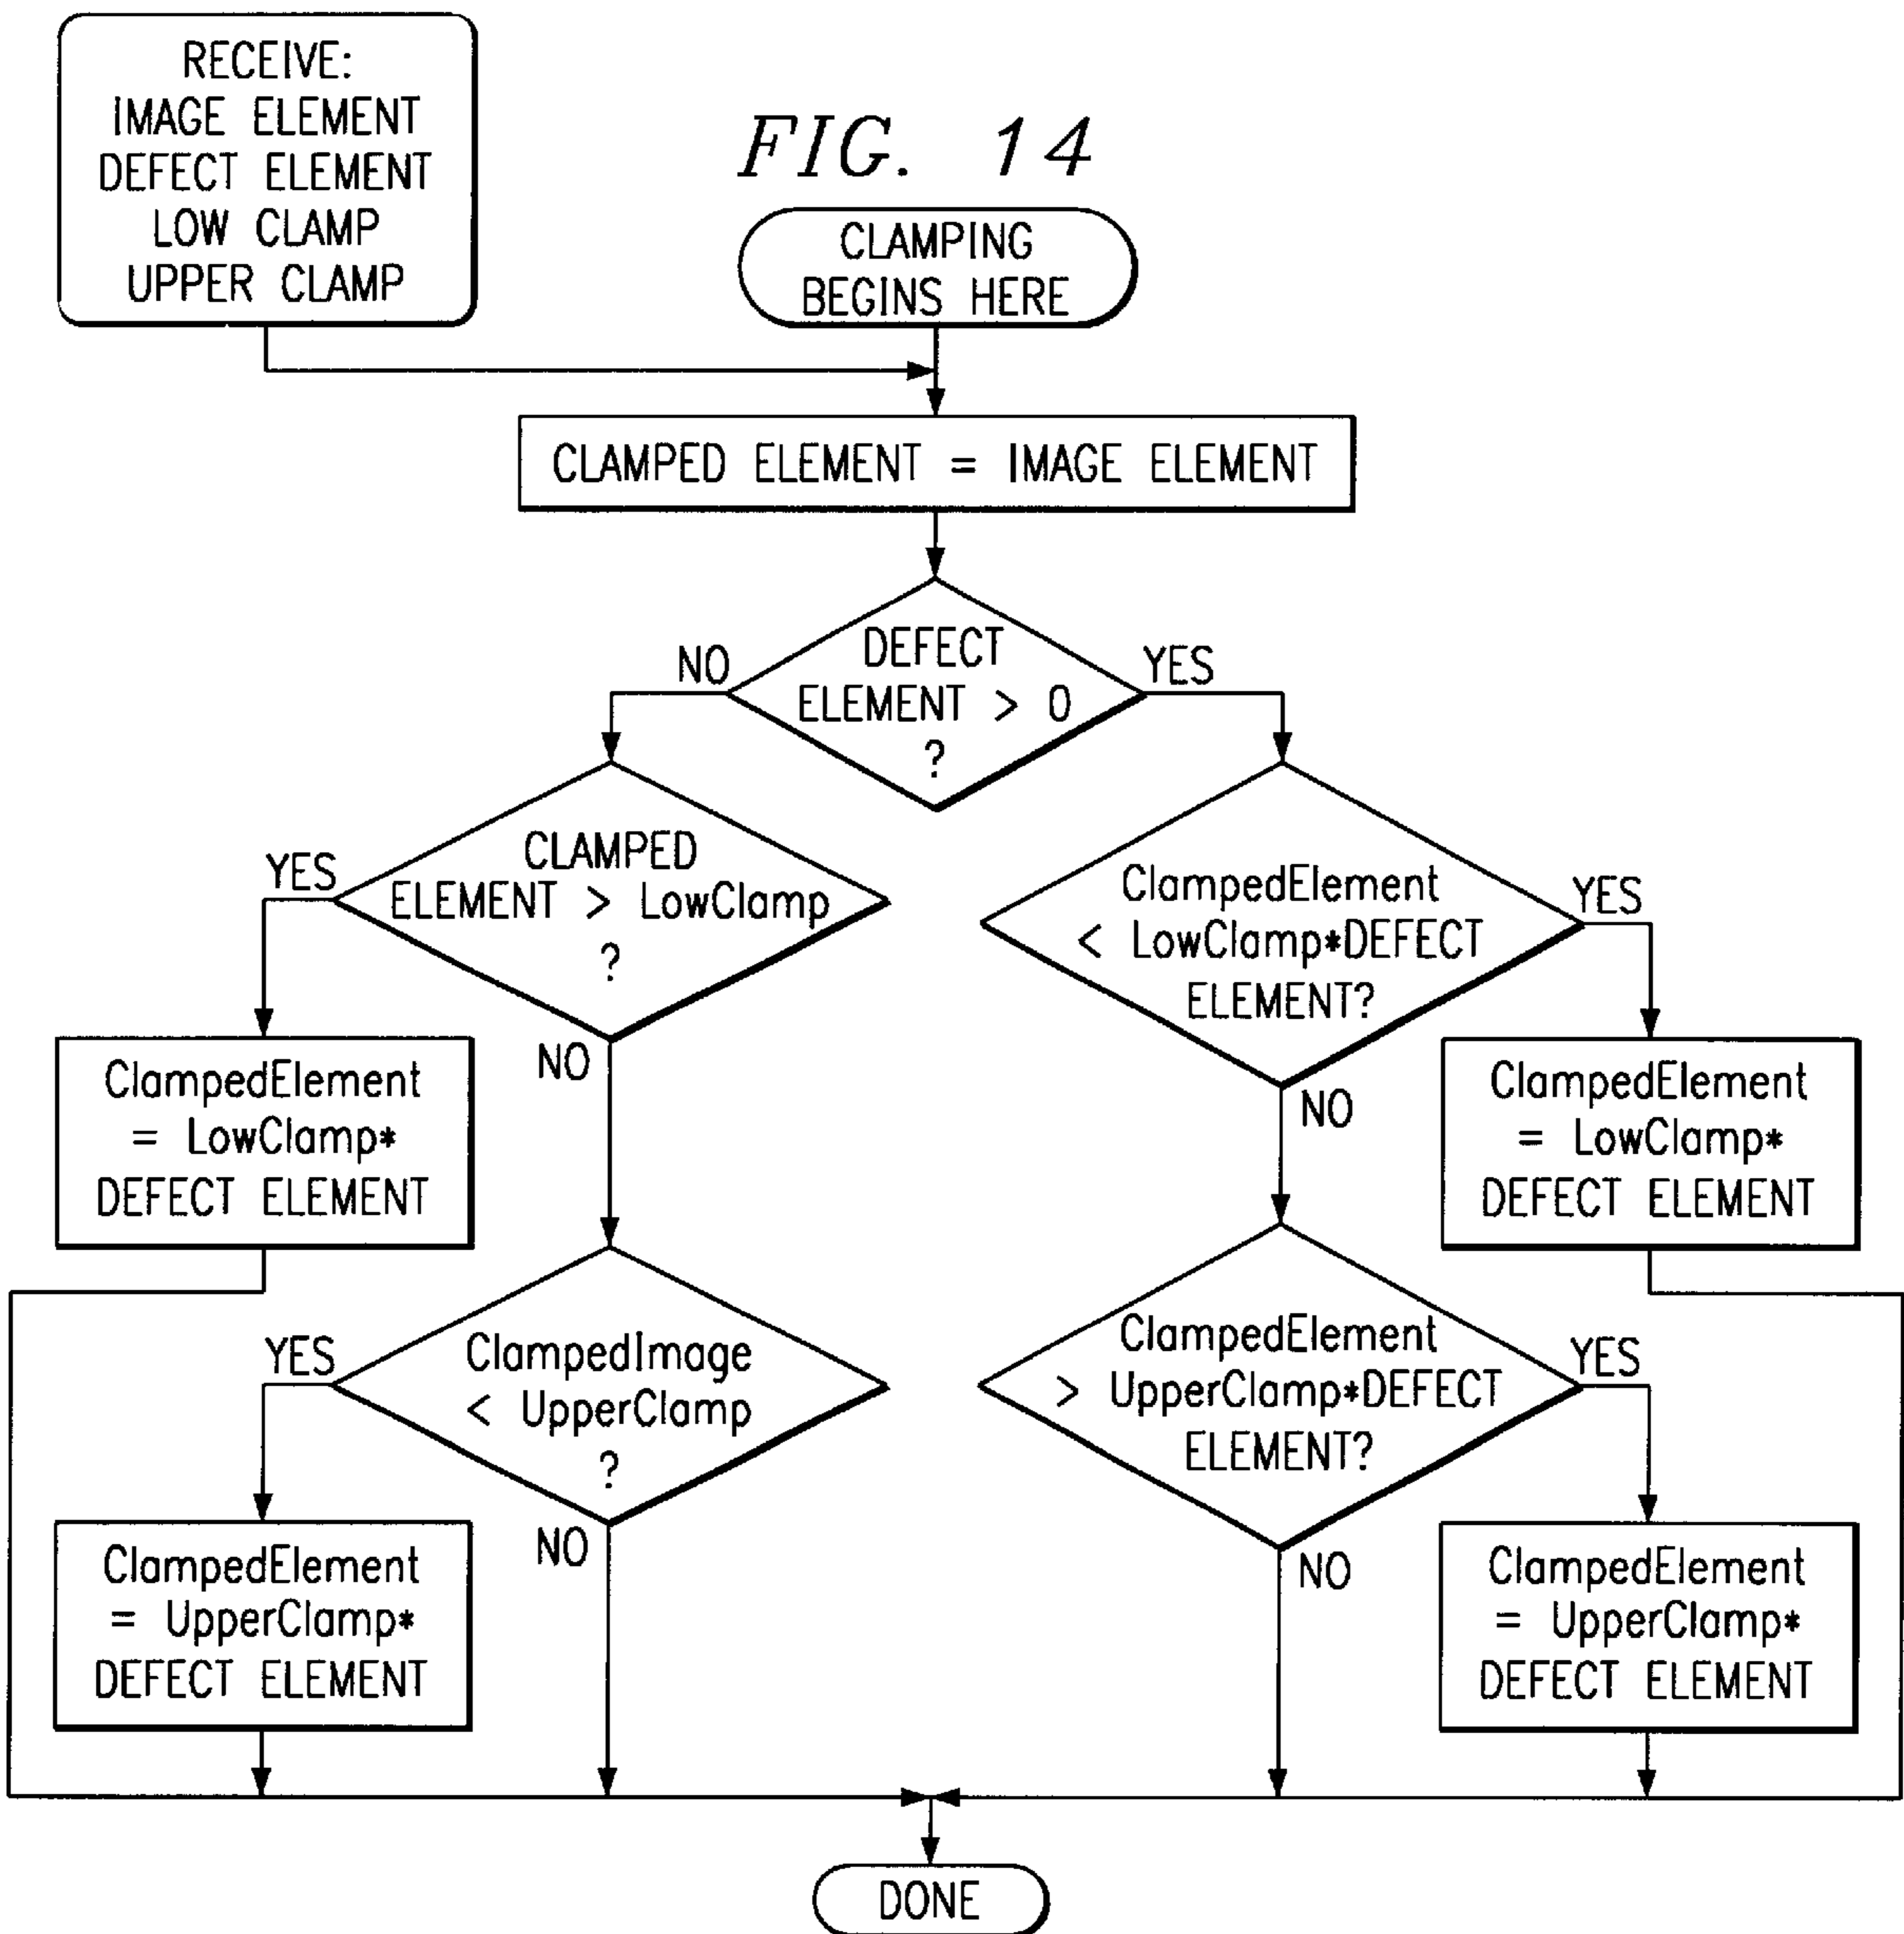 RECEIVE:
IMAGE ELEMENT
DEFECT ELEMENT
LOW CLAMP
UPPER CLAMP
FIG. 14
CLAMPING
BEGINS HERE
CLAMPED ELEMENT = IMAGE ELEMENT
DEFECT
ELEMENT > 0
?
NO
YES
CLAMPED
ELEMENT > LowClamp
?
YES
NO
ClampedElement
< LowClamp*DEFECT
ELEMENT?
YES
NO
ClampedElement
= LowClamp*
DEFECT ELEMENT
ClampedElement
= LowClamp*
DEFECT ELEMENT
ClampedImage
< UpperClamp
?
YES
NO
ClampedElement
> UpperClamp*DEFECT
ELEMENT?
YES
NO
ClampedElement
= UpperClamp*
DEFECT ELEMENT
ClampedElement
= UpperClamp*
DEFECT ELEMENT
DONE